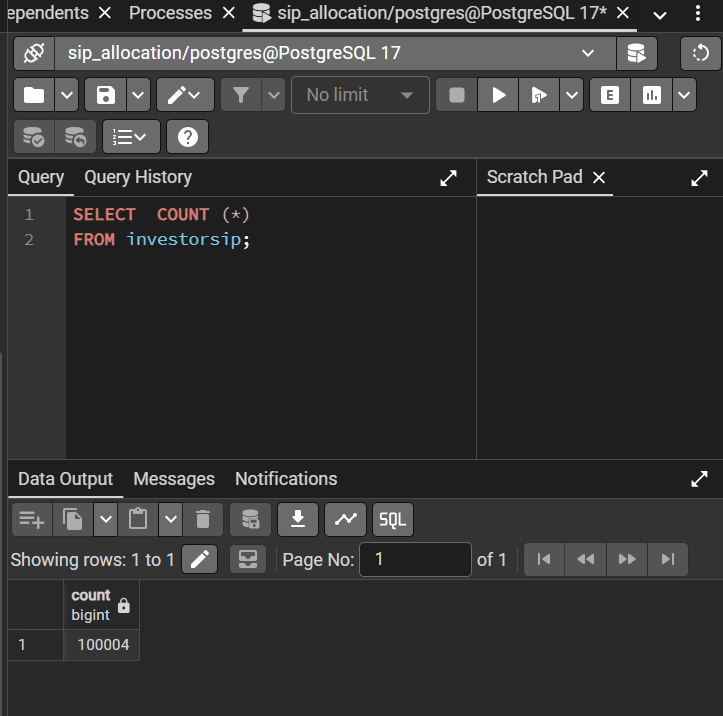 ependents × Processes × sip_allocation/postgres@PostgreSQL 17* ×
sip_allocation/postgres@PostgreSQL 17
No limit
E
Query Query History
Scratch Pad ×
1 SELECT  COUNT (*)
2 FROM investorsip;
Data Output Messages Notifications
SQL
Showing rows: 1 to 1 Page No: 1 of 1
count
bigint
1 100004